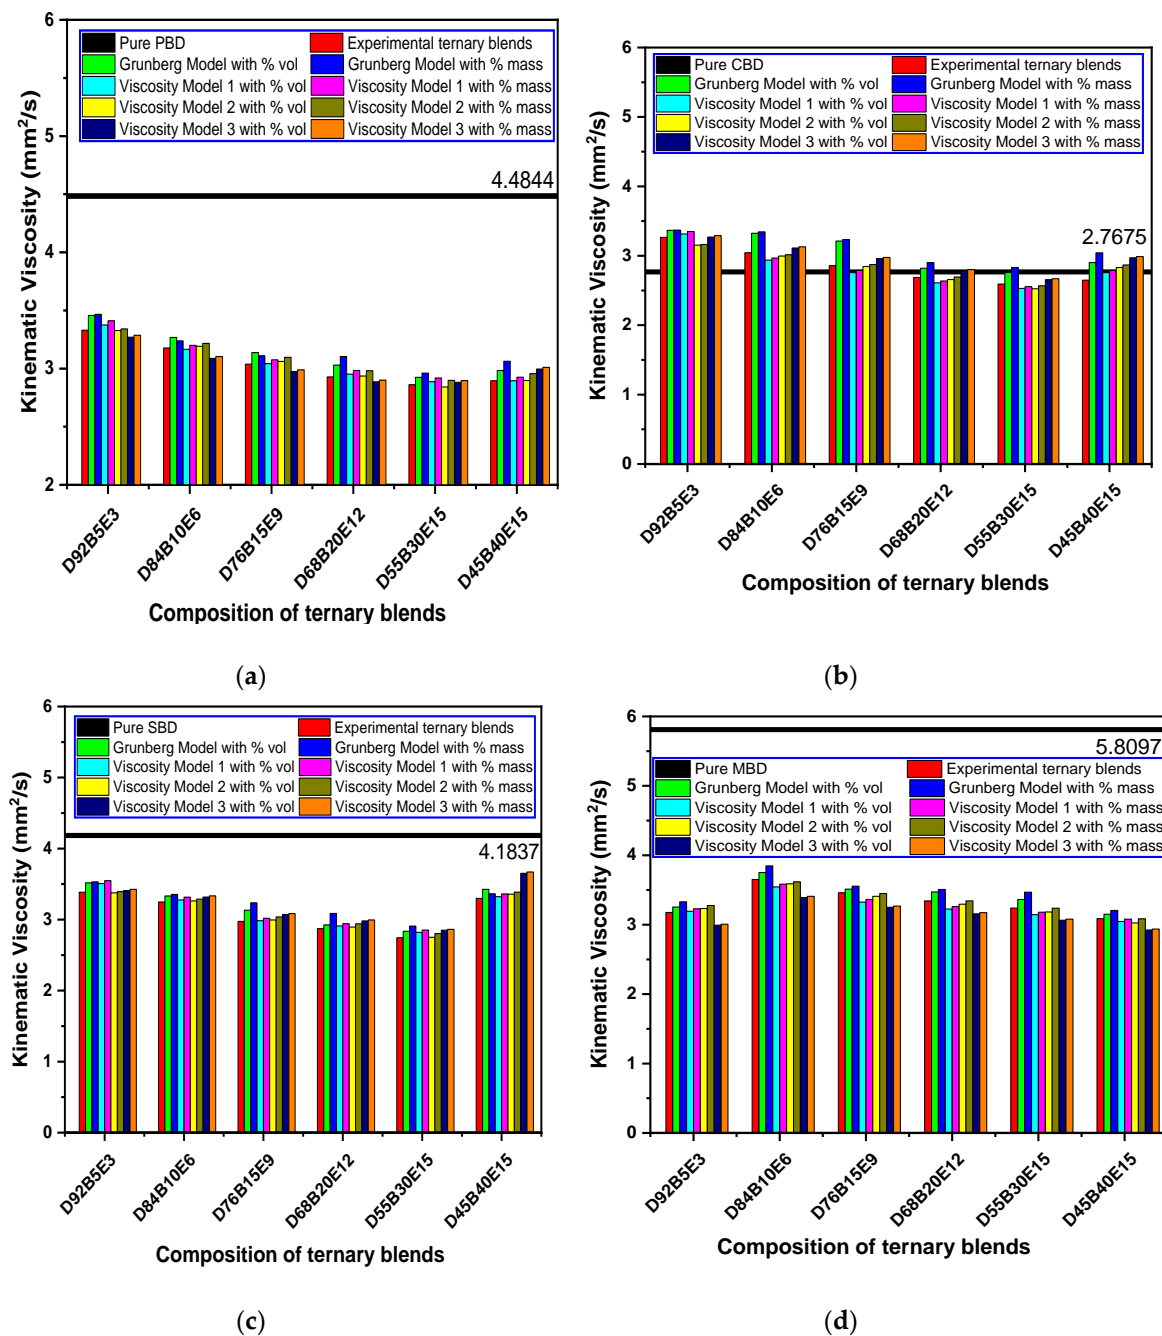 6
5
4
3
2
Kinematic Viscosity (mm²/s)
Pure PBD
Experimental ternary blends
Grunberg Model with % vol
Grunberg Model with % mass
Viscosity Model 1 with % vol
Viscosity Model 1 with % mass
Viscosity Model 2 with % vol
Viscosity Model 2 with % mass
Viscosity Model 3 with % vol
Viscosity Model 3 with % mass
4.4844
D92B5E3
D84B10E6
D76B15E9
D68B20E12
D55B30E15
D45B40E15
Composition of ternary blends
(a)
6
5
4
3
2
1
0
Kinematic Viscosity (mm²/s)
Pure CBD
Experimental ternary blends
Grunberg Model with % vol
Grunberg Model with % mass
Viscosity Model 1 with % vol
Viscosity Model 1 with % mass
Viscosity Model 2 with % vol
Viscosity Model 2 with % mass
Viscosity Model 3 with % vol
Viscosity Model 3 with % mass
2.7675
D92B5E3
D84B10E6
D76B15E9
D68B20E12
D55B30E15
D45B40E15
Composition of ternary blends
(b)
6
5
4
3
2
1
0
Kinematic Viscosity (mm²/s)
Pure SBD
Experimental ternary blends
Grunberg Model with % vol
Grunberg Model with % mass
Viscosity Model 1 with % vol
Viscosity Model 1 with % mass
Viscosity Model 2 with % vol
Viscosity Model 2 with % mass
Viscosity Model 3 with % vol
Viscosity Model 3 with % mass
4.1837
D92B5E3
D84B10E6
D76B15E9
D68B20E12
D55B30E15
D45B40E15
Composition of ternary blends
(c)
6
5
4
3
2
1
0
Kinematic Viscosity (mm²/s)
5.8097
Pure MBD
Experimental ternary blends
Grunberg Model with % vol
Grunberg Model with % mass
Viscosity Model 1 with % vol
Viscosity Model 1 with % mass
Viscosity Model 2 with % vol
Viscosity Model 2 with % mass
Viscosity Model 3 with % vol
Viscosity Model 3 with % mass
D92B5E3
D84B10E6
D76B15E9
D68B20E12
D55B30E15
D45B40E15
Composition of ternary blends
(d)